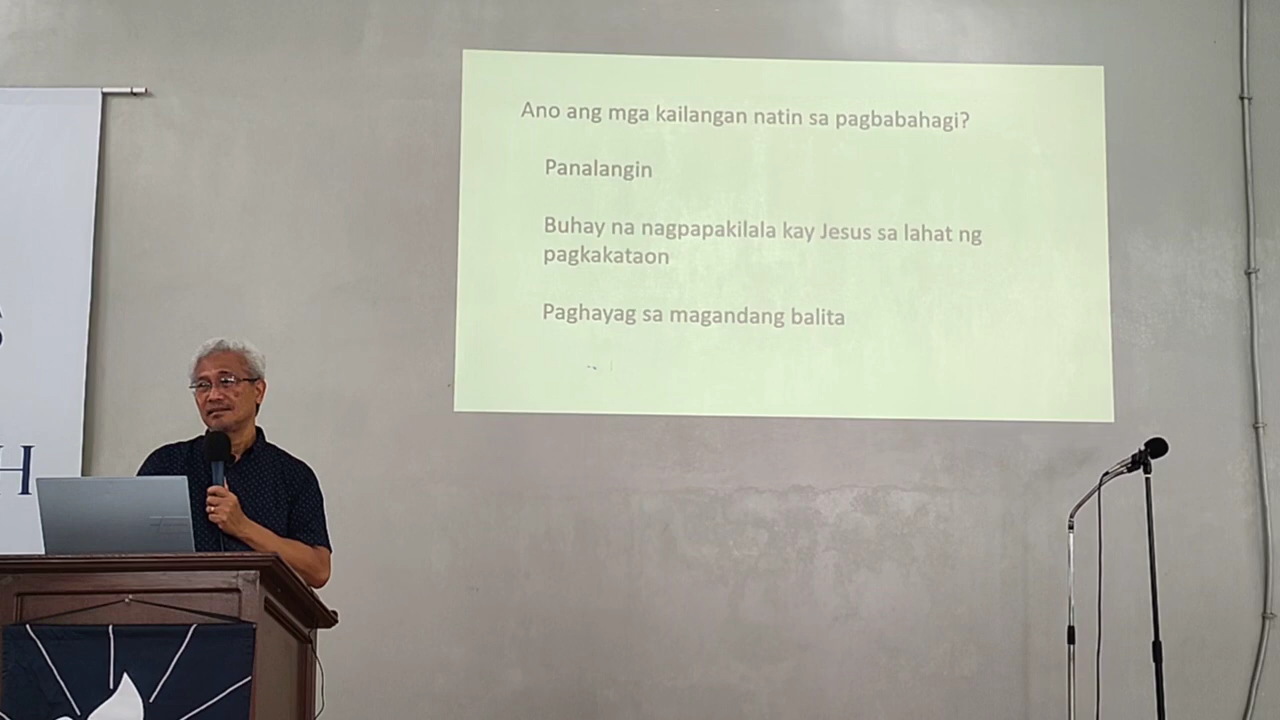 Ano ang mga kailangan natin sa pagbabahagi?
Panalangin
Buhay na nagpapakilala kay Jesus sa lahat ng
pagkakataon
Paghayag sa magandang balita